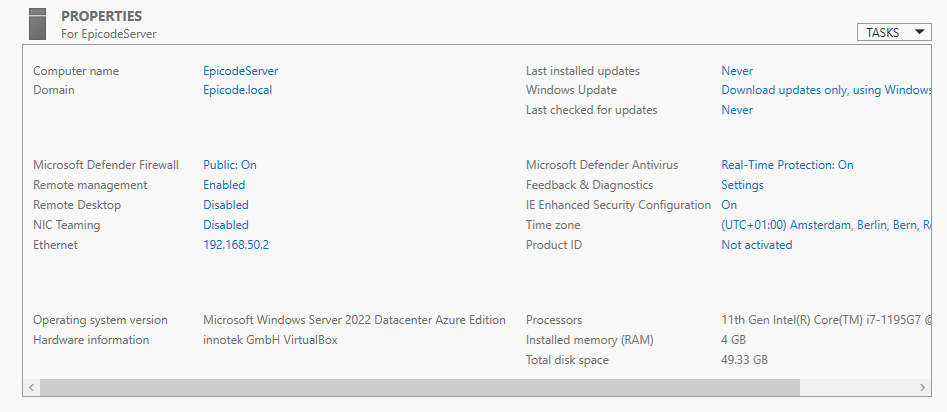 PROPERTIES
For EpicodeServer
TASKS
Computer name EpicodeServer Last installed updates Never
Domain Epicode.local Windows Update Download updates only, using Windows
Last checked for updates Never
Microsoft Defender Firewall Public: On Microsoft Defender Antivirus Real-Time Protection: On
Remote management Enabled Feedback & Diagnostics Settings
Remote Desktop Disabled IE Enhanced Security Configuration On
NIC Teaming Disabled Time zone (UTC+01:00) Amsterdam, Berlin, Bern,
Ethernet 192.168.50.2 Product ID Not activated
Operating system version Microsoft Windows Server 2022 Datacenter Azure Edition Processors 11th Gen Intel(R) Core(TM) i7-1195G7 @
Hardware information innotek GmbH VirtualBox Installed memory (RAM) 4 GB
Total disk space 49.33 GB